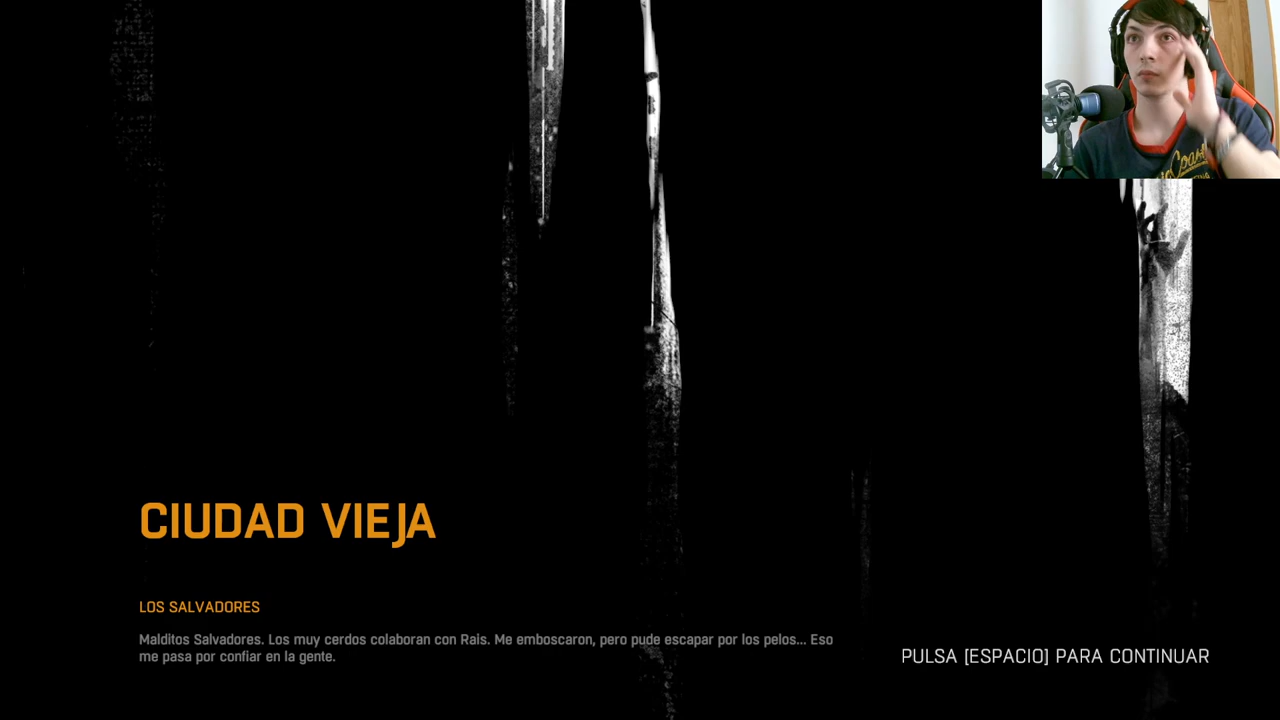 Coast
CIUDAD VIEJA
LOS SALVADORES
Malditos Salvadores. Los muy cerdos colaboran con Rais. Me emboscaron, pero pude escapar por los pelos... Eso
me pasa por confiar en la gente.
PULSA [ESPACIO] PARA CONTINUAR